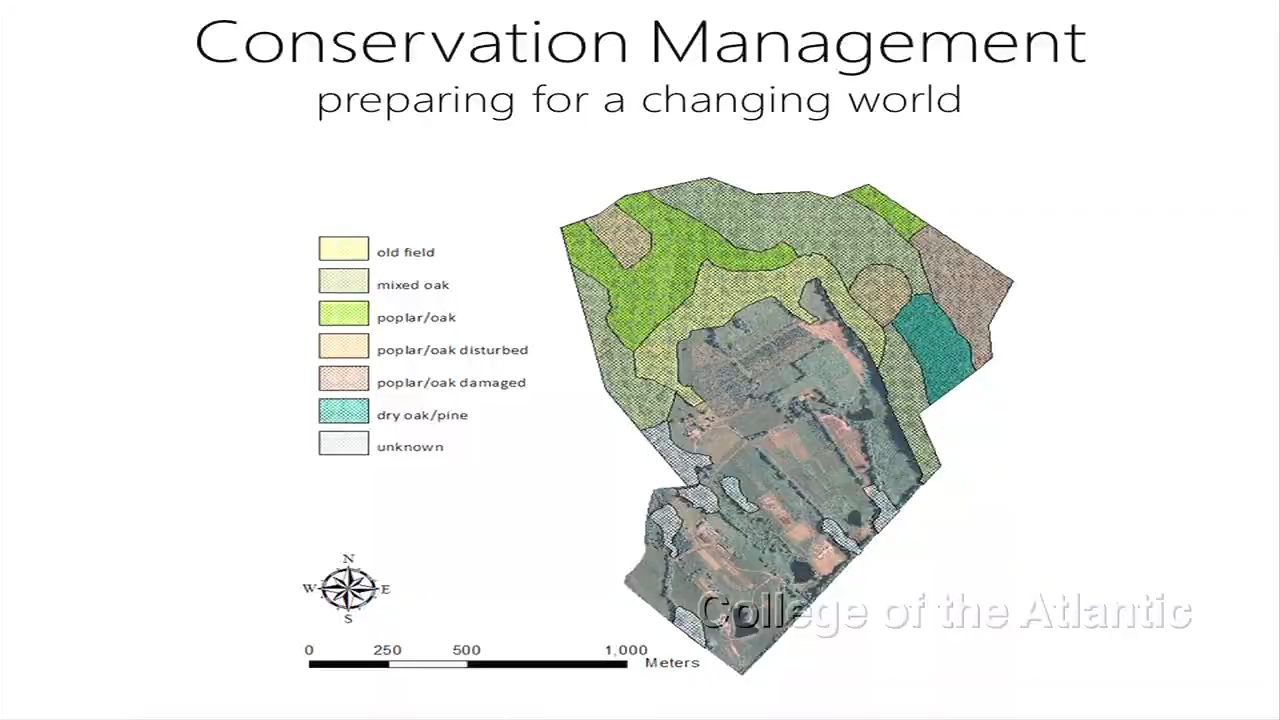 Conservation Management
preparing for a changing world
old field
mixed oak
poplar/oak
poplar/oak disturbed
poplar/oak damaged
dry oak/pine
unknown
N
W E
S
0 250 500 1,000
Meters
College of the Atlantic